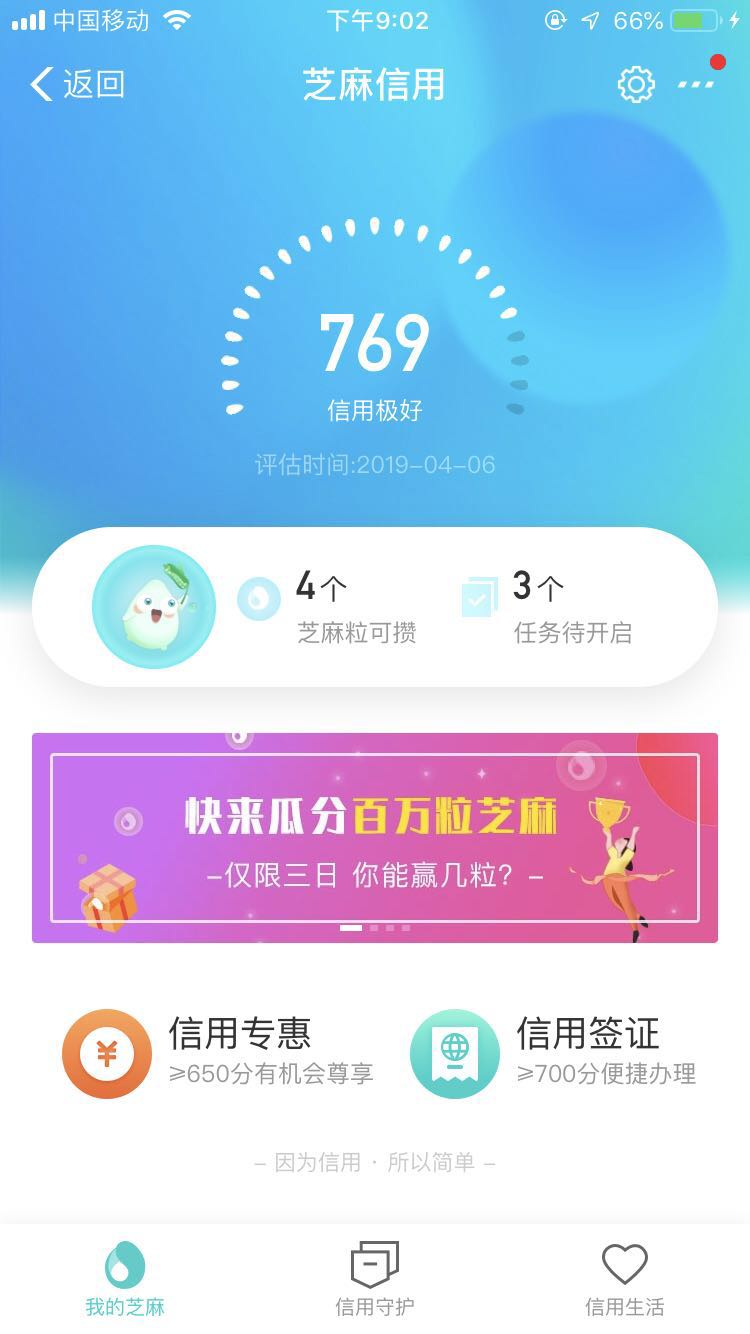 中国移动 下午9:02 66%
返回 芝麻信用
769
信用极好
评估时间:2019-04-06
4个 3个
芝麻粒可攒 任务待开启
快来瓜分百万粒芝麻
-仅限三日 你能赢几粒? -
信用专惠 信用签证
≥650分有机会尊享 ≥700分便捷办理
- 因为信用 · 所以简单 -
我的芝麻 信用守护 信用生活